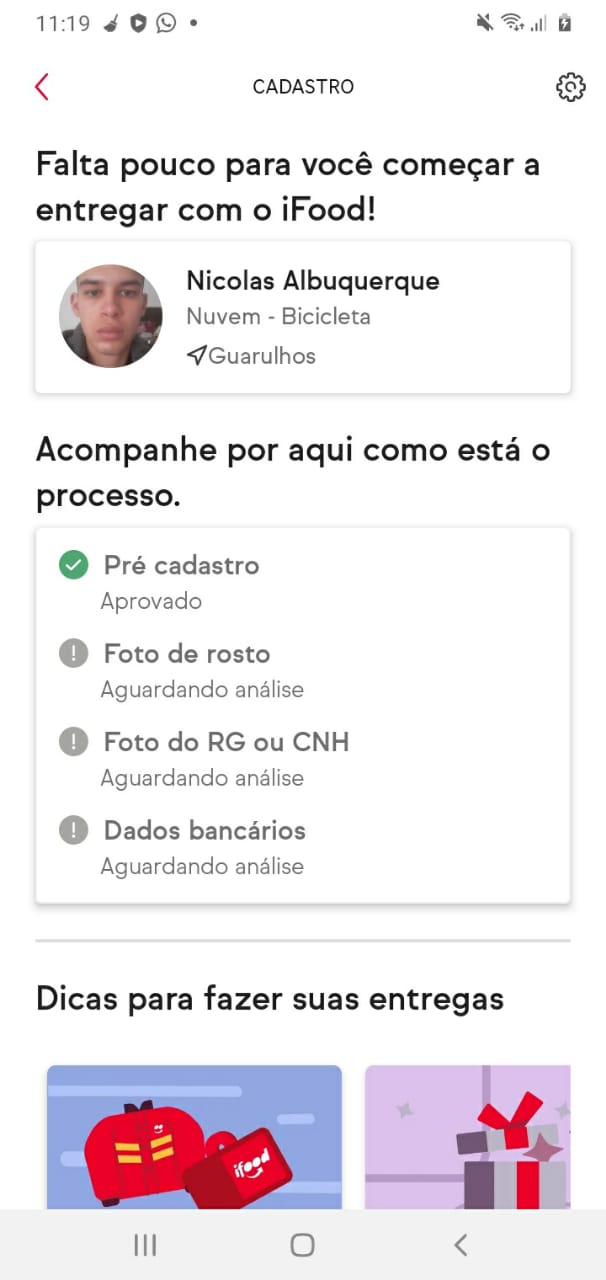 11:19
CADASTRO
Falta pouco para você começar a
entregar com o iFood!
Nicolas Albuquerque
Nuvem - Bicicleta
Guarulhos
Acompanhe por aqui como está o
processo.
Pré cadastro
Aprovado
Foto de rosto
Aguardando análise
Foto do RG ou CNH
Aguardando análise
Dados bancários
Aguardando análise
Dicas para fazer suas entregas
ifood